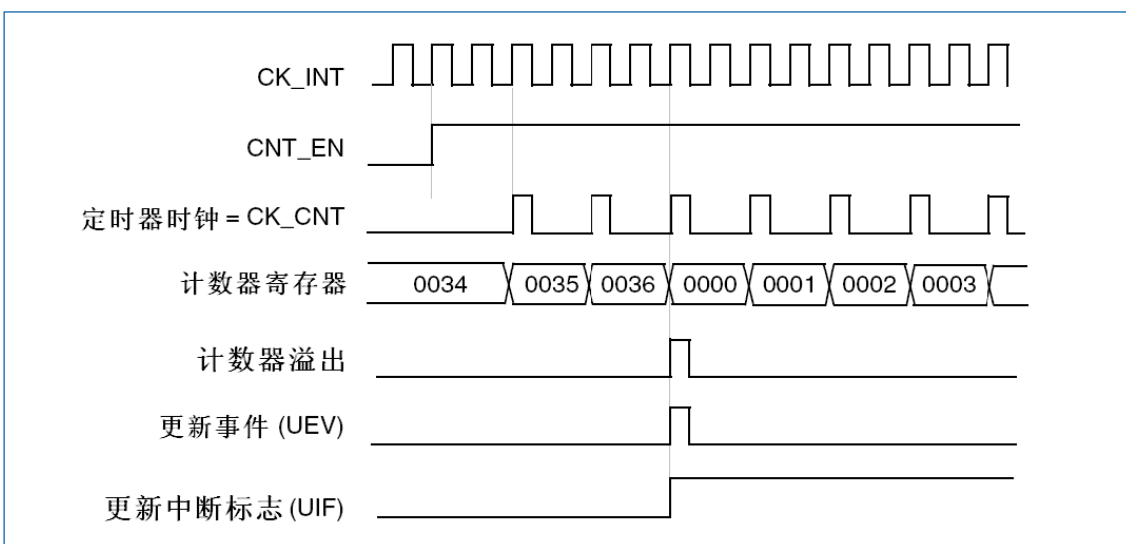 CK_INT
CNT_EN
定时器时钟 = CK_CNT
计数器寄存器 0034 0035 0036 0000 0001 0002 0003
计数器溢出
更新事件 (UEV)
更新中断标志 (UIF)